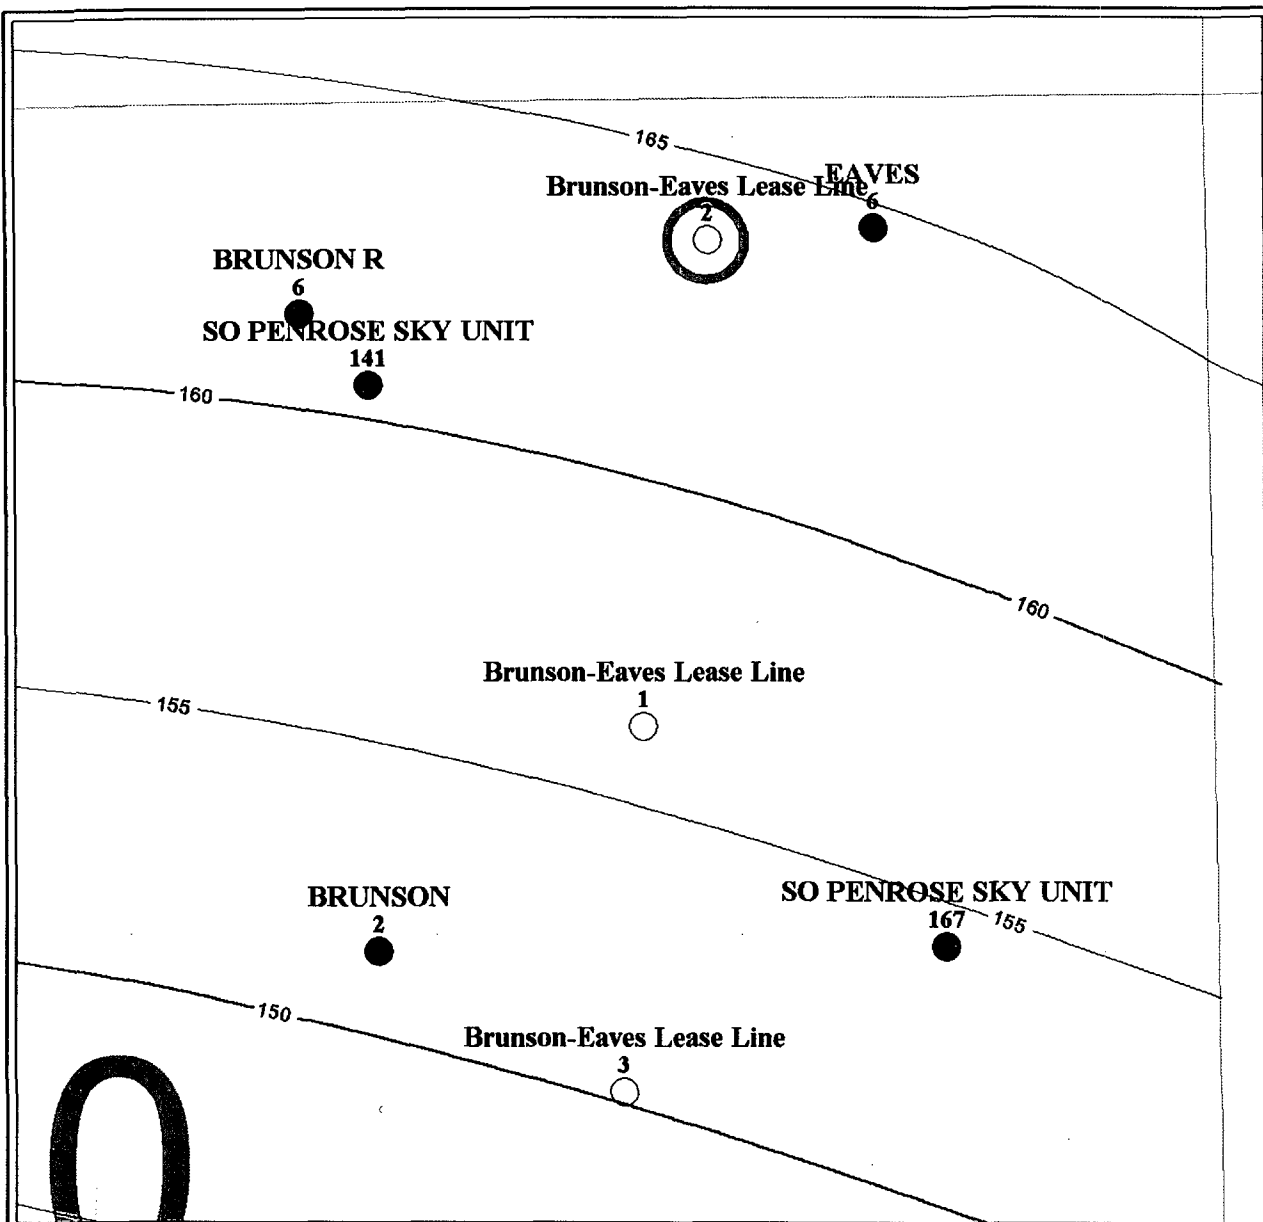 165
EAVES
6
Brunson-Eaves Lease Line
2
BRUNSON R
6
SO PENROSE SKY UNIT
141
160
160
Brunson-Eaves Lease Line
1
155
BRUNSON
2
SO PENROSE SKY UNIT
167
155
150
Brunson-Eaves Lease Line
3